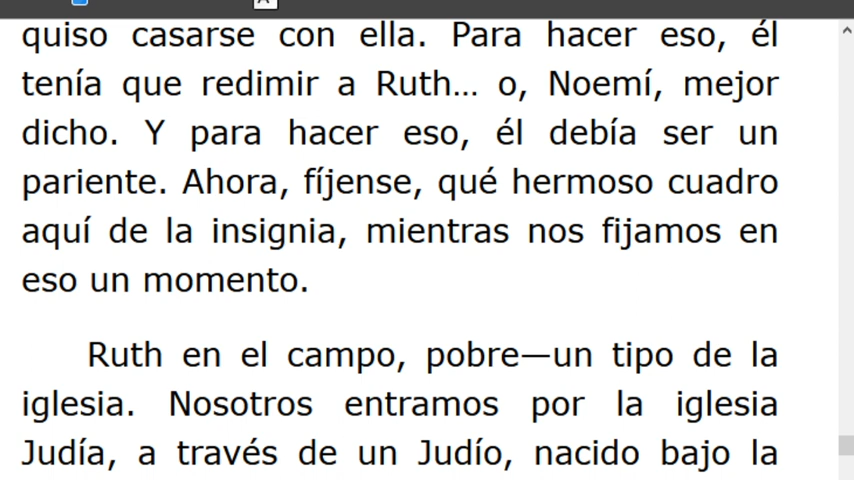 quiso casarse con ella. Para hacer eso, él
tenía que redimir a Ruth… o, Noemí, mejor
dicho. Y para hacer eso, él debía ser un
pariente. Ahora, fíjense, qué hermoso cuadro
aquí de la insignia, mientras nos fijamos en
eso un momento.
Ruth en el campo, pobre—un tipo de la
iglesia. Nosotros entramos por la iglesia
Judía, a través de un Judío, nacido bajo la